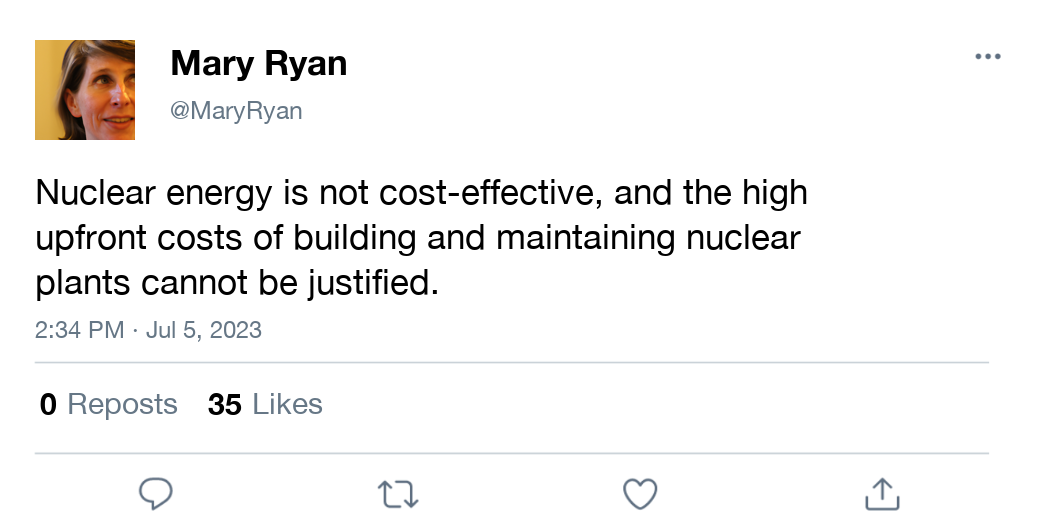 Mary Ryan
@MaryRyan
Nuclear energy is not cost-effective, and the high
upfront costs of building and maintaining nuclear
plants cannot be justified.
2:34 PM · Jul 5, 2023
0 Reposts 35 Likes